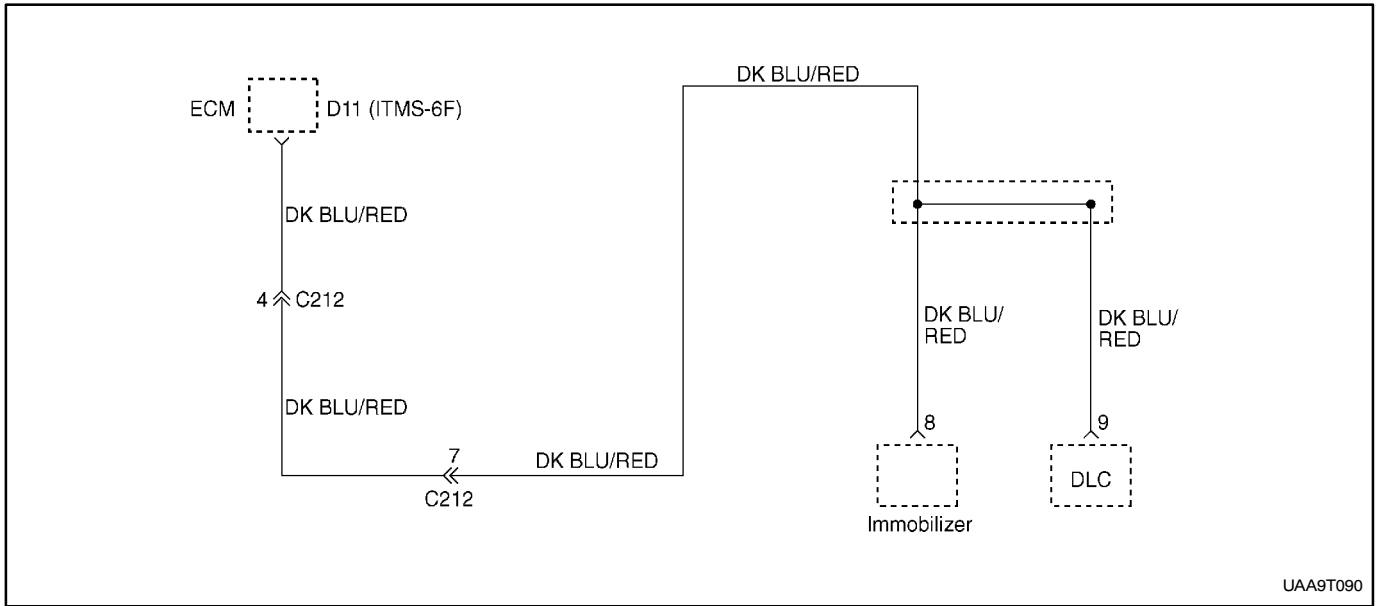 DK BLU/RED
ECM
D11 (ITMS-6F)
DK BLU/RED
4
C212
DK BLU/
RED
DK BLU/
RED
DK BLU/RED
7
C212
DK BLU/RED
8
9
DLC
Immobilizer
UAA9T090